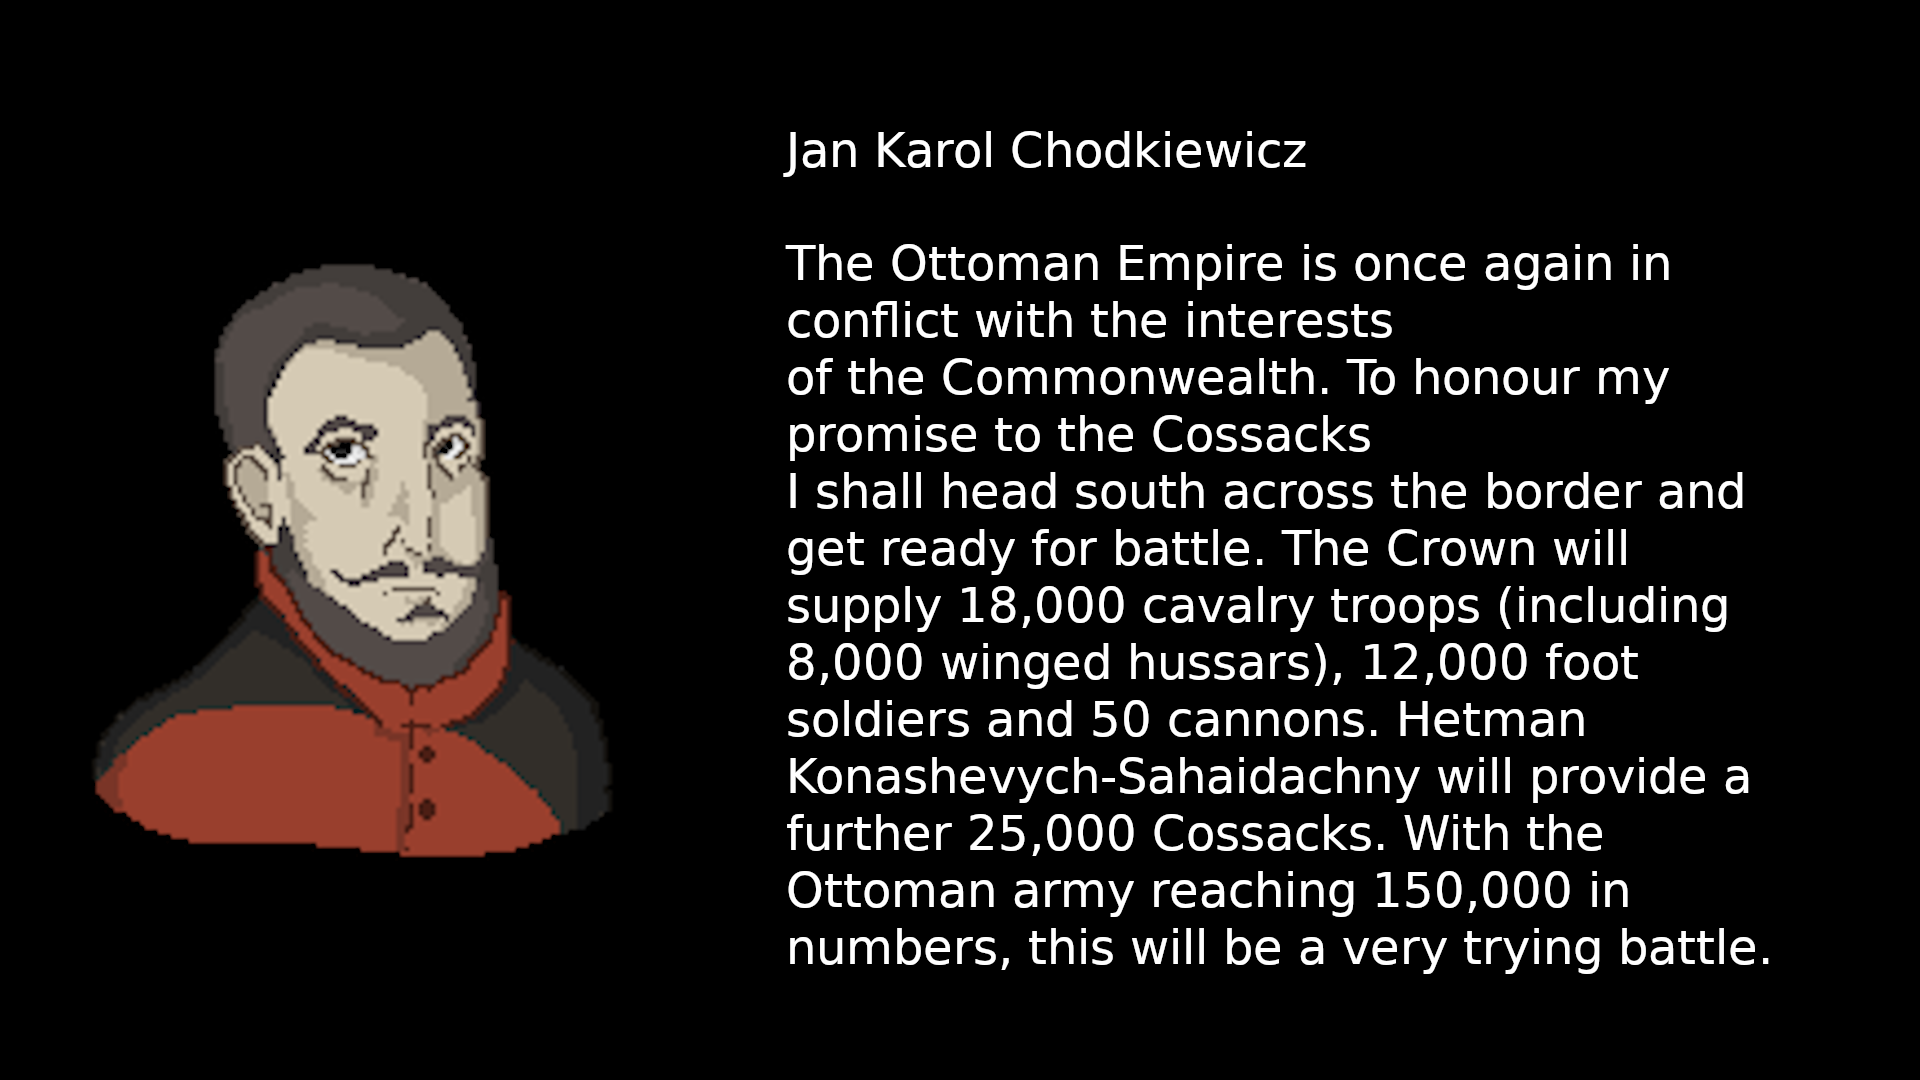 Jan Karol Chodkiewicz
The Ottoman Empire is once again in
conflict with the interests
of the Commonwealth. To honour my
promise to the Cossacks
I shall head south across the border and
get ready for battle. The Crown will
supply 18,000 cavalry troops (including
8,000 winged hussars), 12,000 foot
soldiers and 50 cannons. Hetman
Konashevych-Sahaidachny will provide a
further 25,000 Cossacks. With the
Ottoman army reaching 150,000 in
numbers, this will be a very trying battle.